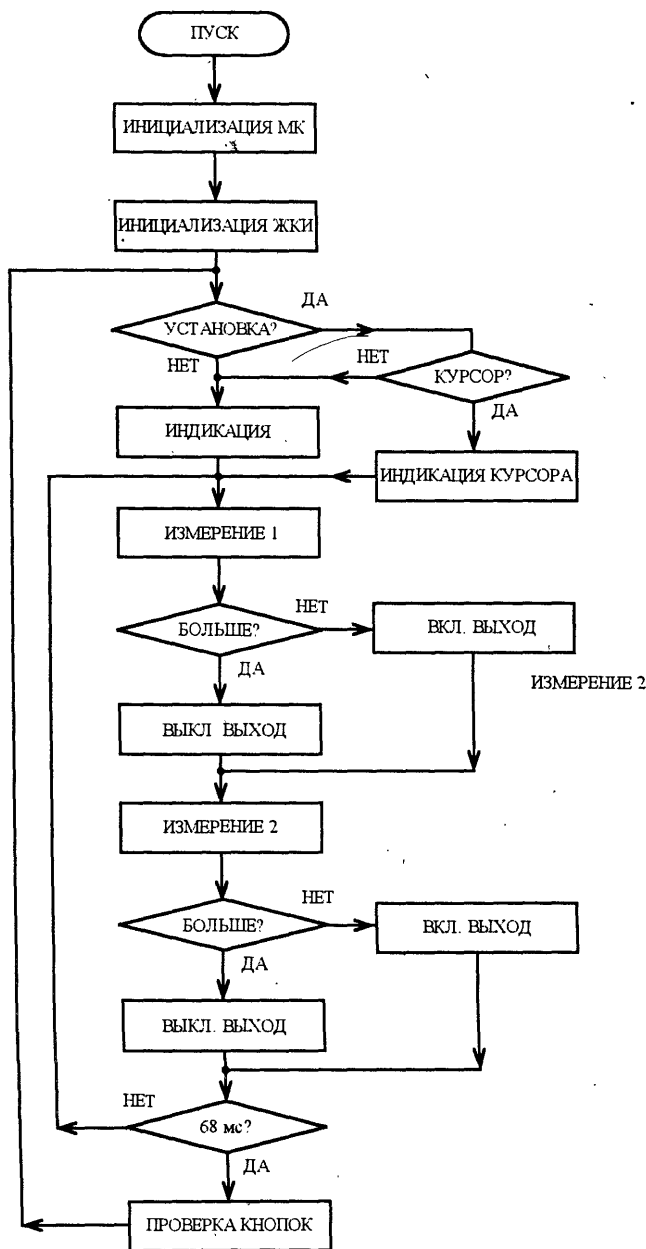 ПУСК
ИНИЦИАЛИЗАЦИЯ МК
ИНИЦИАЛИЗАЦИЯ ЖКИ
ДА
УСТАНОВКА?
НЕТ
НЕТ
КУРСОР?
ДА
ИНДИКАЦИЯ
ИНДИКАЦИЯ КУРСОРА
ИЗМЕРЕНИЕ 1
НЕТ
БОЛЬШЕ?
ВКЛ. ВЫХОД
ДА
ИЗМЕРЕНИЕ 2
ВЫКЛ ВЫХОД
ИЗМЕРЕНИЕ 2
НЕТ
БОЛЬШЕ?
ВКЛ. ВЫХОД
ДА
ВЫКЛ. ВЫХОД
НЕТ
68 мс?
ДА
ПРОВЕРКА КНОПОК